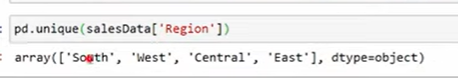 pd.unique(salesData['Region'])
array(['South', 'West', 'Central', 'East'], dtype=object)